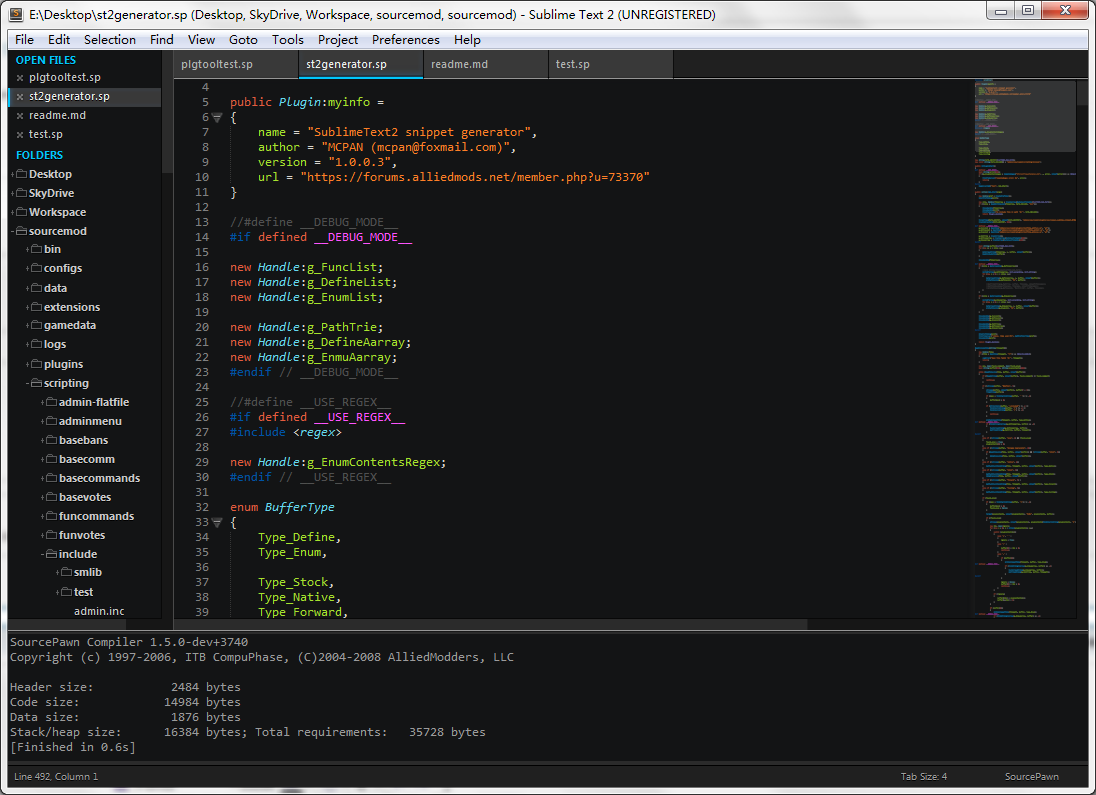 E:\Desktop\st2generator.sp (Desktop, SkyDrive, Workspace, sourcemod, sourcemod) - Sublime Text 2 (UNREGISTERED)
File Edit Selection Find View Goto Tools Project Preferences Help
OPEN FILES
plgtooltest.sp
st2generator.sp
readme.md
test.sp
FOLDERS
Desktop
SkyDrive
Workspace
sourcemod
bin
configs
data
extensions
gamedata
logs
plugins
scripting
admin-flatfile
adminmenu
basebans
basecomm
basecommands
basevotes
funcommands
funvotes
include
smlib
test
admin.inc
plgtooltest.sp st2generator.sp readme.md test.sp
4
5 public Plugin:myinfo =
6 {
7 name = "SublimeText2 snippet generator",
8 author = "MCPAN (mcpan@foxmail.com)",
9 version = "1.0.0.3",
10 url = "https://forums.alliedmods.net/member.php?u=73370"
11 }
12
13 //#define __DEBUG_MODE__
14 #if defined __DEBUG_MODE__
15
16 new Handle:g_FuncList;
17 new Handle:g_DefineList;
18 new Handle:g_EnumList;
19
20 new Handle:g_PathTrie;
21 new Handle:g_DefineAarray;
22 new Handle:g_EnmuAarray;
23 #endif // __DEBUG_MODE__
24
25 //#define __USE_REGEX__
26 #if defined __USE_REGEX__
27 #include <regex>
28
29 new Handle:g_EnumContentsRegex;
30 #endif // __USE_REGEX__
31
32 enum BufferType
33 {
34 Type_Define,
35 Type_Enum,
36
37 Type_Stock,
38 Type_Native,
39 Type_Forward,
SourcePawn Compiler 1.5.0-dev+3740
Copyright (c) 1997-2006, ITB CompuPhase, (C)2004-2008 AlliedModders, LLC
Header size: 2484 bytes
Code size: 14984 bytes
Data size: 1876 bytes
Stack/heap size: 16384 bytes; Total requirements: 35728 bytes
[Finished in 0.6s]
Line 492, Column 1 Tab Size: 4 SourcePawn